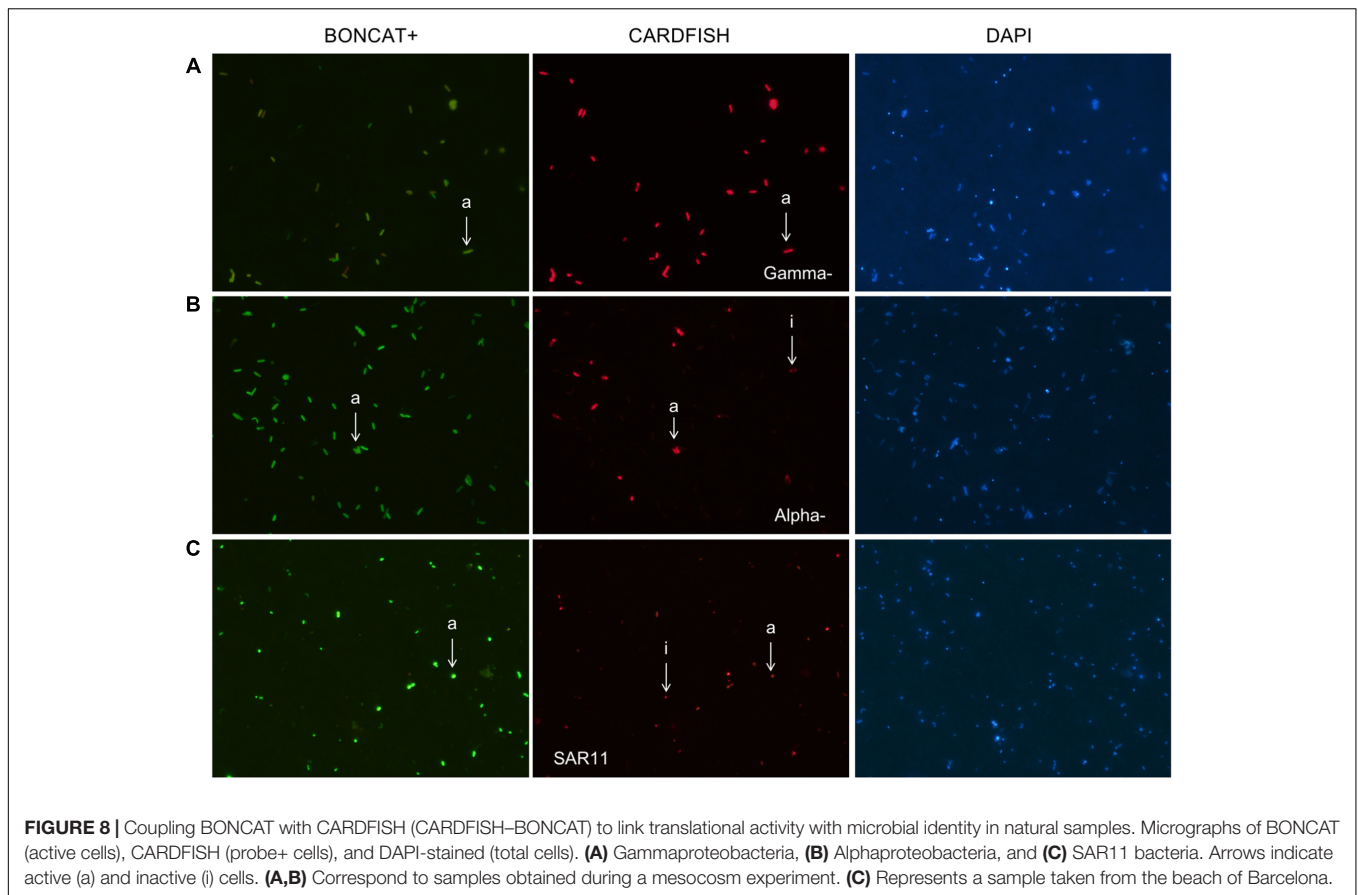 BONCAT+ CARDFISH DAPI
A
a a
Gamma-
B
i
a a
Alpha-
C
a a
i
SAR11
FIGURE 8 | Coupling BONCAT with CARDFISH (CARDFISH–BONCAT) to link translational activity with microbial identity in natural samples. Micrographs of BONCAT
(active cells), CARDFISH (probe+ cells), and DAPI-stained (total cells). (A) Gammaproteobacteria, (B) Alphaproteobacteria, and (C) SAR11 bacteria. Arrows indicate
active (a) and inactive (i) cells. (A,B) Correspond to samples obtained during a mesocosm experiment. (C) Represents a sample taken from the beach of Barcelona.